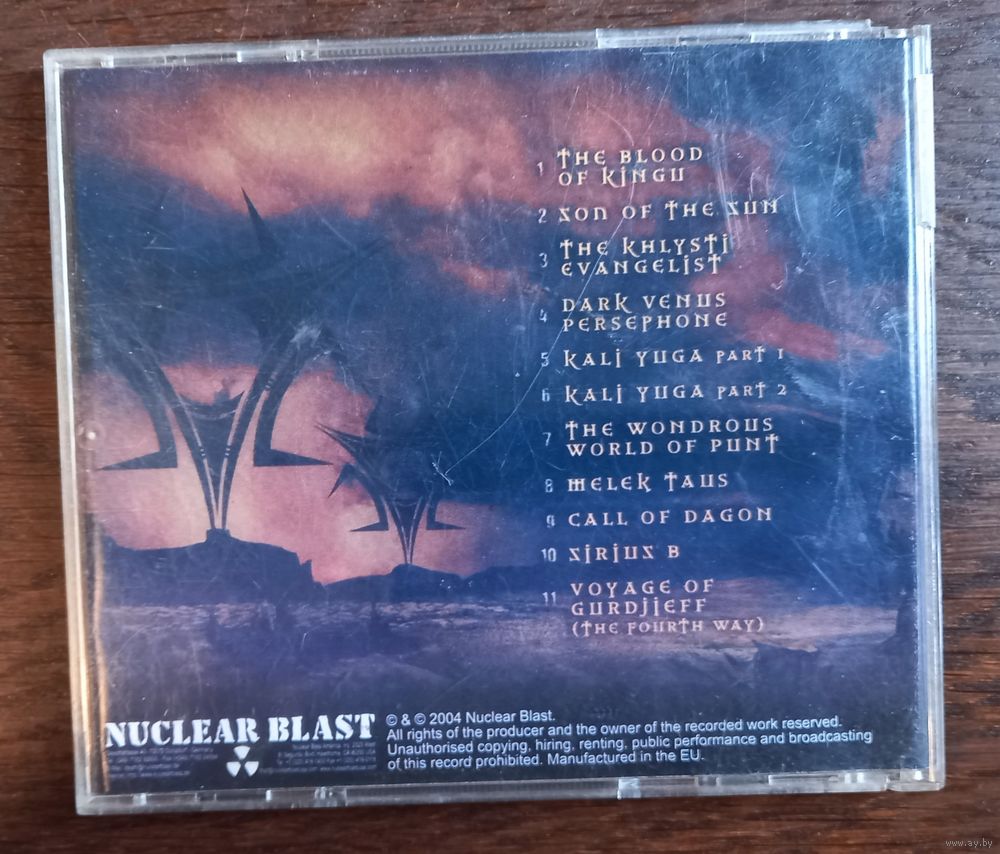 1 THE BLOOD
OF KINGU
2 SON OF THE SUN
3 THE KHLYSTI
EVANGELIST
4 DARK VENUS
PERSEPHONE
5 KALI YUGA PART 1
6 KALI YUGA PART 2
7 THE WONDROUS
WORLD OF PUNT
8 MELEK TAUS
9 CALL OF DAGON
10 SIRIUS B
11 VOYAGE OF
GURDJIEFF
(THE FOURTH WAY)
NUCLEAR BLAST
© & © 2004 Nuclear Blast.
All rights of the producer and the owner of the recorded work reserved.
Unauthorised copying, hiring, renting, public performance and broadcasting
of this record prohibited. Manufactured in the EU.
www.ay.by